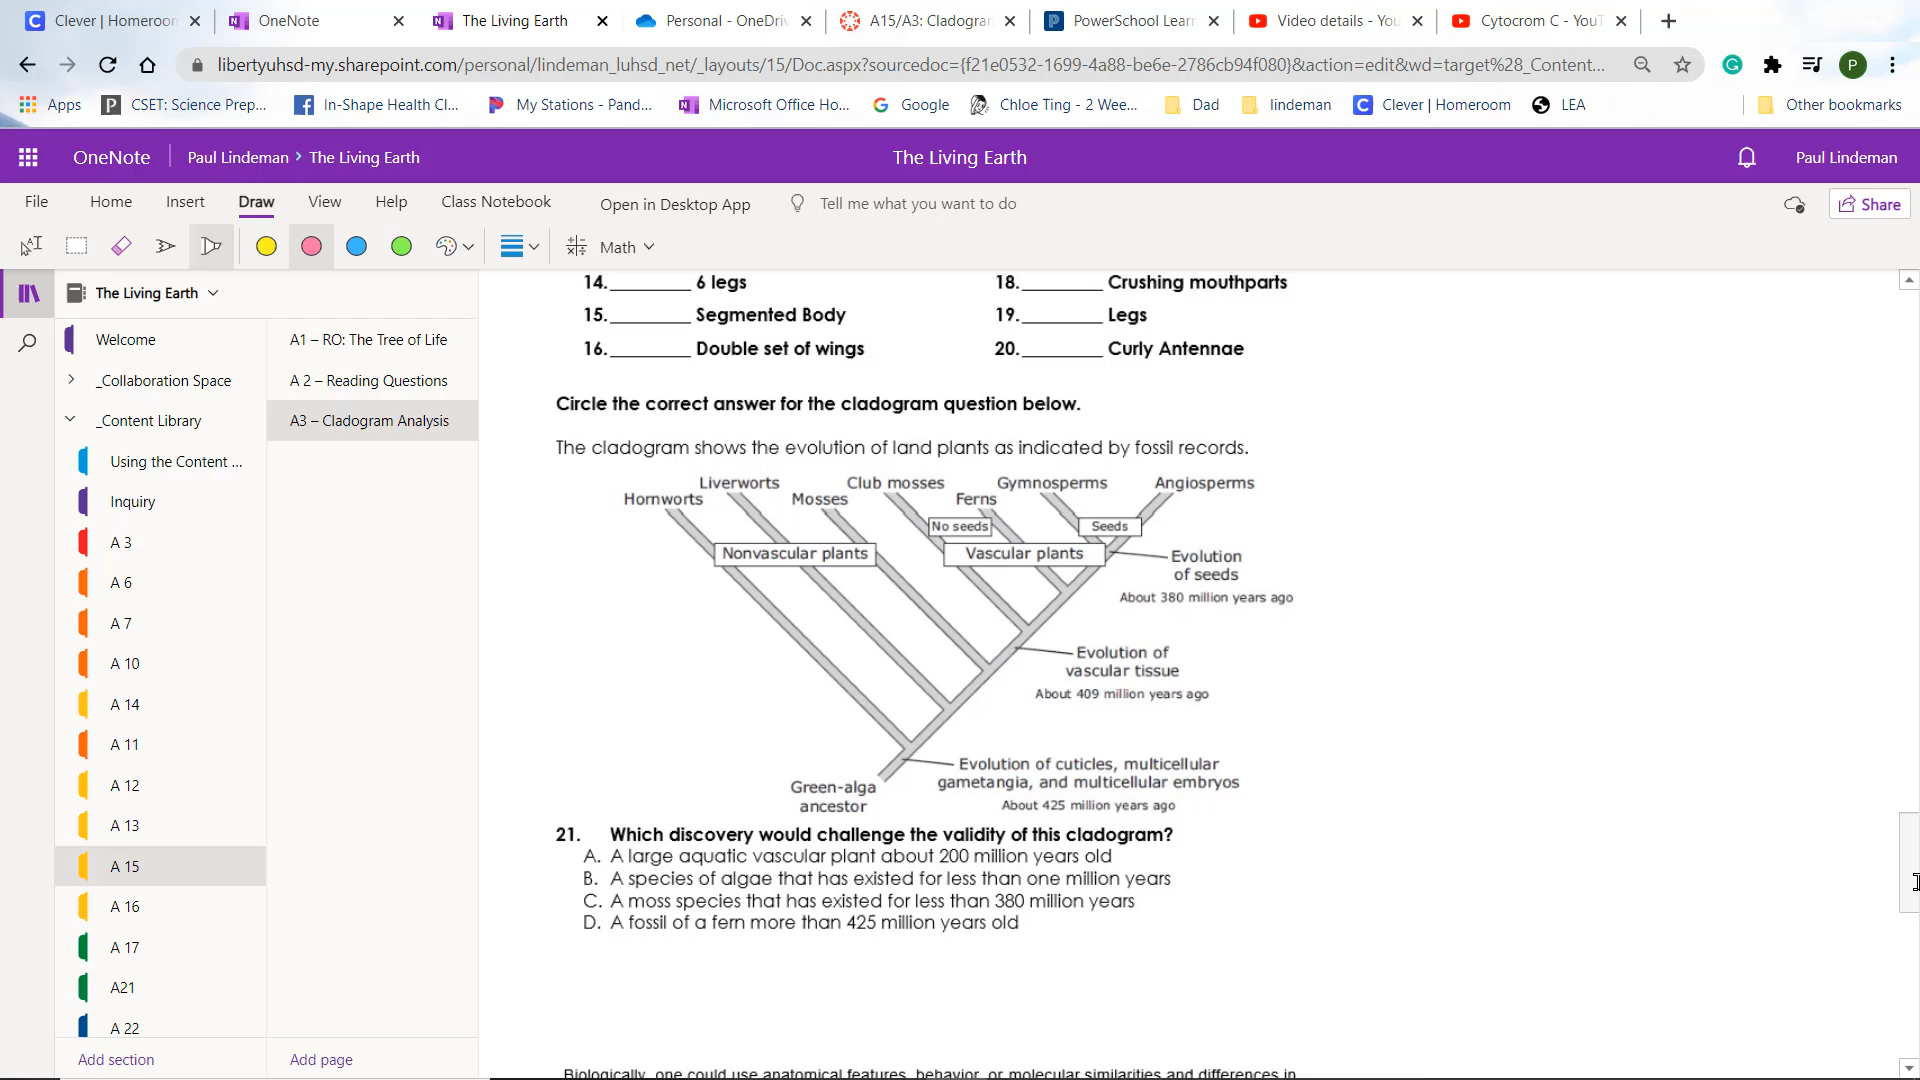 Clever | Homeroom
OneNote
The Living Earth
Personal - OneDriv
A15/A3: Cladogran
PowerSchool Learn
Video details - You
Cytocrom C - YouT
libertyuhsd-my.sharepoint.com/personal/lindeman_luhsd_net/_layouts/15/Doc.aspx?sourcedoc={f21e0532-1699-4a88-be6e-2786cb94f080}&action=edit&wd=target%28_Content...
P
Apps
CSET: Science Prep...
In-Shape Health Cl...
My Stations - Pand...
Microsoft Office Ho...
Google
Chloe Ting - 2 Wee...
Dad
lindeman
Clever | Homeroom
LEA
Other bookmarks
OneNote
Paul Lindeman > The Living Earth
The Living Earth
Paul Lindeman
File Home Insert Draw View Help Class Notebook
Open in Desktop App
Tell me what you want to do
Share
Math
The Living Earth
Welcome
_Collaboration Space
_Content Library
Using the Content ...
Inquiry
A 3
A 6
A 7
A 10
A 14
A 11
A 12
A 13
A 15
A 16
A 17
A21
A 22
Add section
A1 – RO: The Tree of Life
A 2 – Reading Questions
A3 – Cladogram Analysis
Add page
14.________ 6 legs
18.________ Crushing mouthparts
15.________ Segmented Body
19.________ Legs
16.________ Double set of wings
20.________ Curly Antennae
Circle the correct answer for the cladogram question below.
The cladogram shows the evolution of land plants as indicated by fossil records.
Liverworts
Club mosses
Gymnosperms
Angiosperms
Hornworts
Mosses
Ferns
No seeds
Seeds
Nonvascular plants
Vascular plants
Evolution
of seeds
About 380 million years ago
Evolution of
vascular tissue
About 409 million years ago
Evolution of cuticles, multicellular
gametangia, and multicellular embryos
About 425 million years ago
Green-alga
ancestor
21. Which discovery would challenge the validity of this cladogram?
A. A large aquatic vascular plant about 200 million years old
B. A species of algae that has existed for less than one million years
C. A moss species that has existed for less than 380 million years
D. A fossil of a fern more than 425 million years old
Biologically, one could use anatomical features, behavior, or molecular similarities and differences in